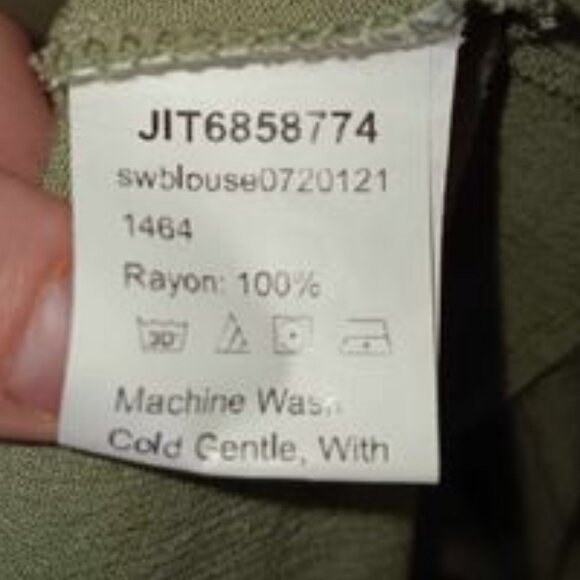 JIT6858774
swblouse0720121
1464
Rayon: 100%
30°
Machine Wash
Cold Gentle, With